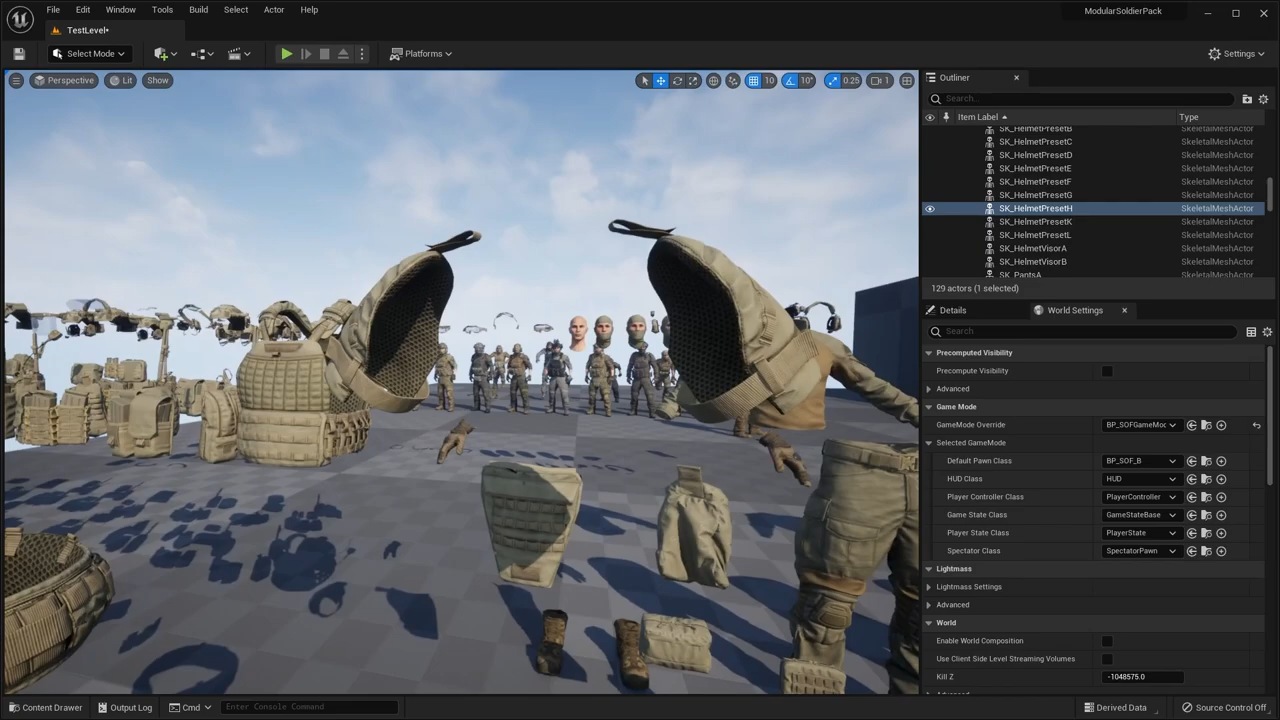 File Edit Window Tools Build Select Actor Help
ModularSoldierPack
TestLevel•
Select Mode
Platforms
Settings
Perspective Lit Show
10 10° 0.25 1
Outliner
Search...
Item Label Type
SK_HelmetPresetB SkeletalMeshActor
SK_HelmetPresetC SkeletalMeshActor
SK_HelmetPresetD SkeletalMeshActor
SK_HelmetPresetE SkeletalMeshActor
SK_HelmetPresetF SkeletalMeshActor
SK_HelmetPresetG SkeletalMeshActor
SK_HelmetPresetH SkeletalMeshActor
SK_HelmetPresetK SkeletalMeshActor
SK_HelmetPresetL SkeletalMeshActor
SK_HelmetVisorA SkeletalMeshActor
SK_HelmetVisorB SkeletalMeshActor
SK_PantsA SkeletalMeshActor
129 actors (1 selected)
Details World Settings
Search
Precomputed Visibility
Precompute Visibility
Advanced
Game Mode
GameMode Override BP_SOFGameMoc
Selected GameMode
Default Pawn Class BP_SOF_B
HUD Class HUD
Player Controller Class PlayerController
Game State Class GameStateBase
Player State Class PlayerState
Spectator Class SpectatorPawn
Lightmass
Lightmass Settings
Advanced
World
Enable World Composition
Use Client Side Level Streaming Volumes
Kill Z -1048575.0
Advanced
Content Drawer Output Log Cmd Enter Console Command
Derived Data Source Control Off